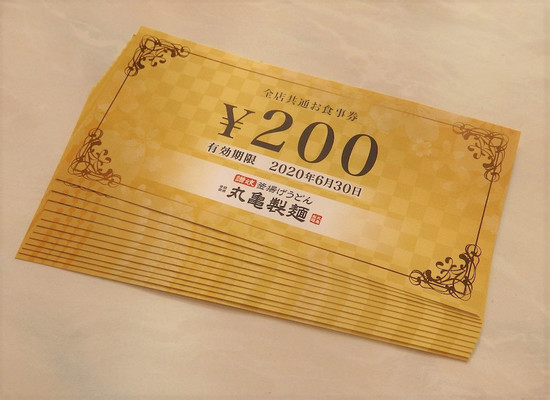 全店共通お食事券
¥200
有効期限 2020年6月30日
釜揚げうどん
丸亀製麺